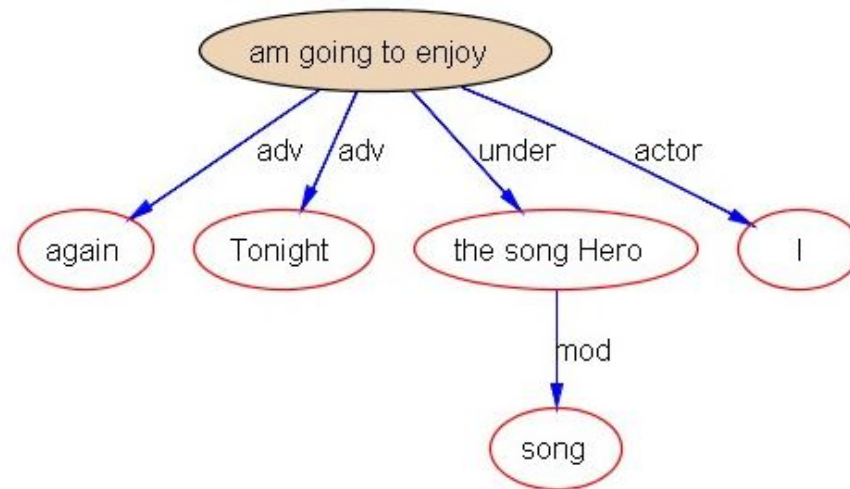 am going to enjoy
adv
adv
under
actor
again
Tonight
the song Hero
I
mod
song